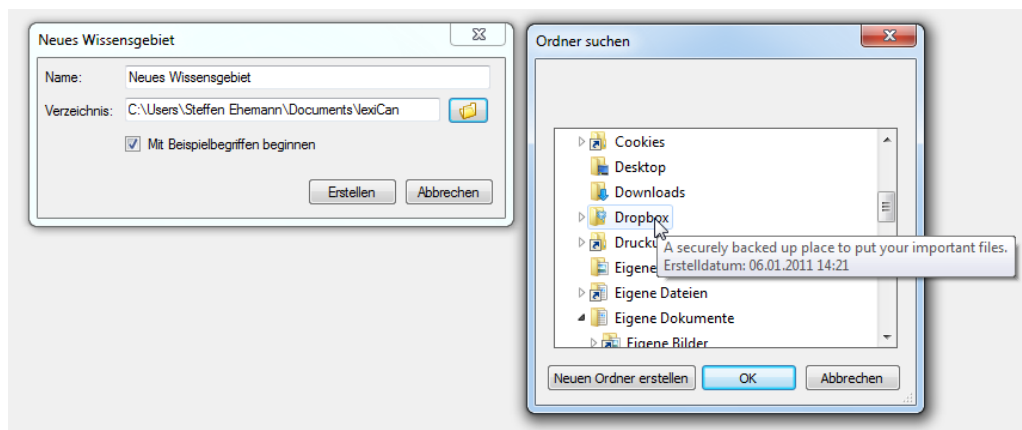 Neues Wissensgebiet
Name: Neues Wissensgebiet
Verzeichnis: C:\Users\Steffen Ehemann\Documents\lexiCan
Mit Beispielbegriffen beginnen
Erstellen Abbrechen
Ordner suchen
Cookies
Desktop
Downloads
Dropbox
Drucku
A securely backed up place to put your important files.
Eigene
Erstelldatum: 06.01.2011 14:21
Eigene Dateien
Eigene Dokumente
Eigene Bilder
Neuen Ordner erstellen OK Abbrechen